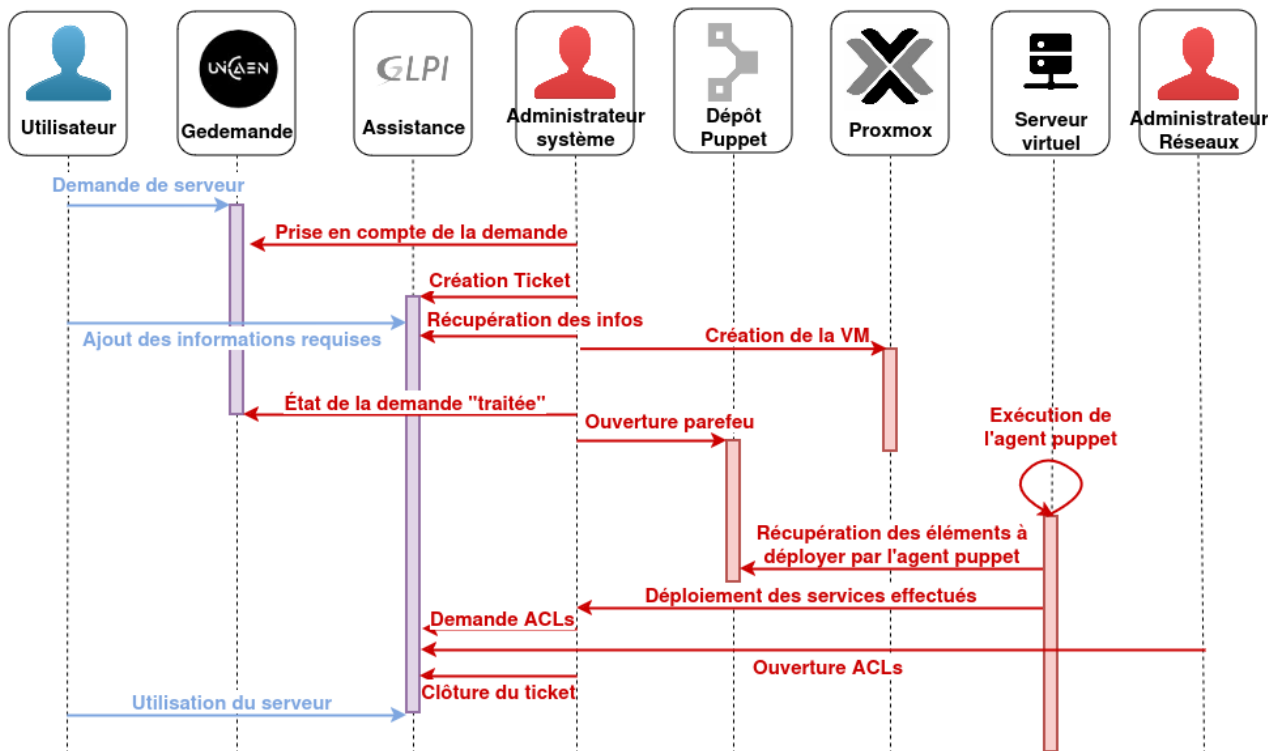 UNICAEN
GLPI
Utilisateur
Gedemande
Assistance
Administrateur
système
Dépôt
Puppet
Proxmox
Serveur
virtuel
Administrateur
Réseaux
Demande de serveur
Prise en compte de la demande
Création Ticket
Récupération des infos
Ajout des informations requises
Création de la VM
État de la demande "traitée"
Ouverture parefeu
Exécution de
l'agent puppet
Récupération des éléments à
déployer par l'agent puppet
Déploiement des services effectués
Demande ACLs
Ouverture ACLs
Clôture du ticket
Utilisation du serveur